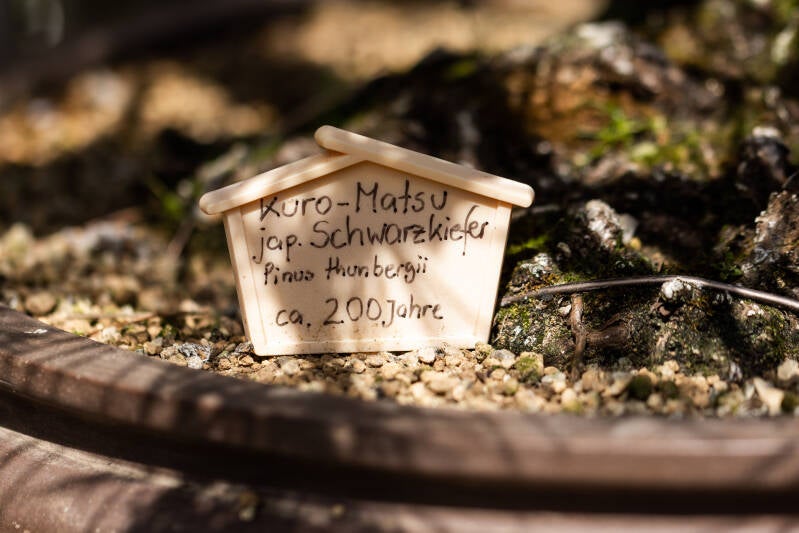 Kuro-Matsu
jap. Schwarzkiefer
Pinus thunbergii
ca. 200 Jahre